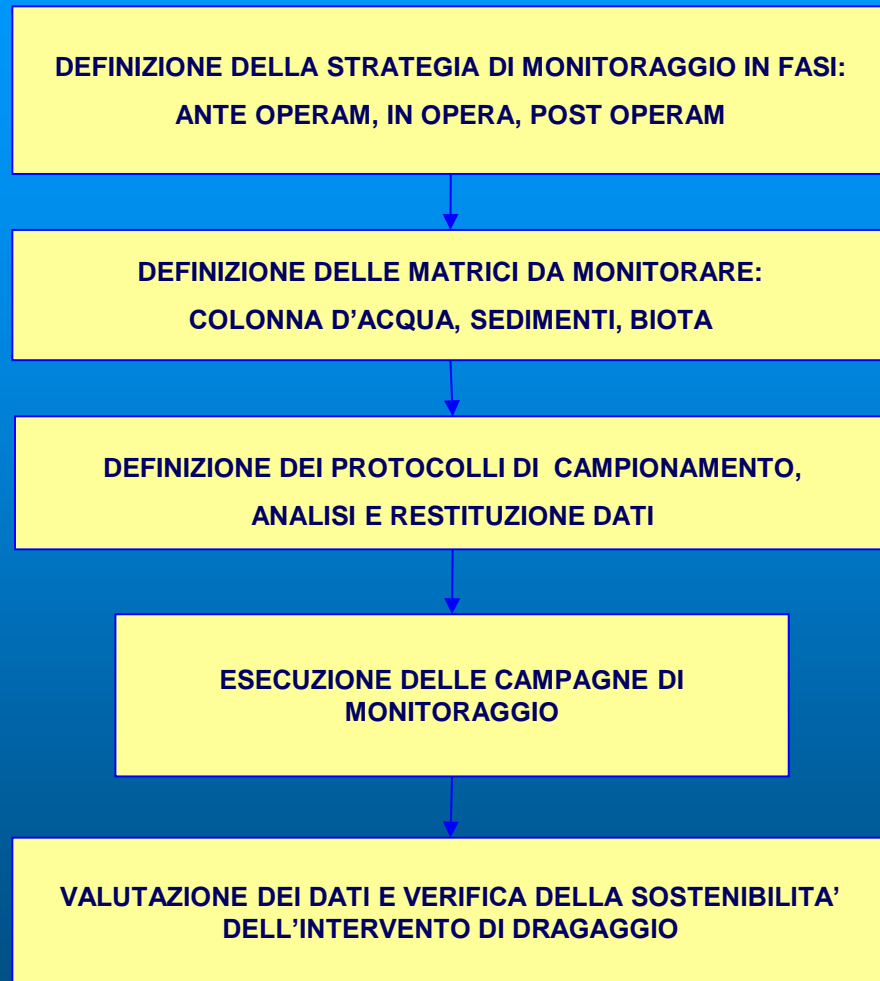 DEFINIZIONE DELLA STRATEGIA DI MONITORAGGIO IN FASI:
ANTE OPERAM, IN OPERA, POST OPERAM
DEFINIZIONE DELLE MATRICI DA MONITORARE:
COLONNA D’ACQUA, SEDIMENTI, BIOTA
DEFINIZIONE DEI PROTOCOLLI DI CAMPIONAMENTO,
ANALISI E RESTITUZIONE DATI
ESECUZIONE DELLE CAMPAGNE DI
MONITORAGGIO
VALUTAZIONE DEI DATI E VERIFICA DELLA SOSTENIBILITA’
DELL’INTERVENTO DI DRAGAGGIO